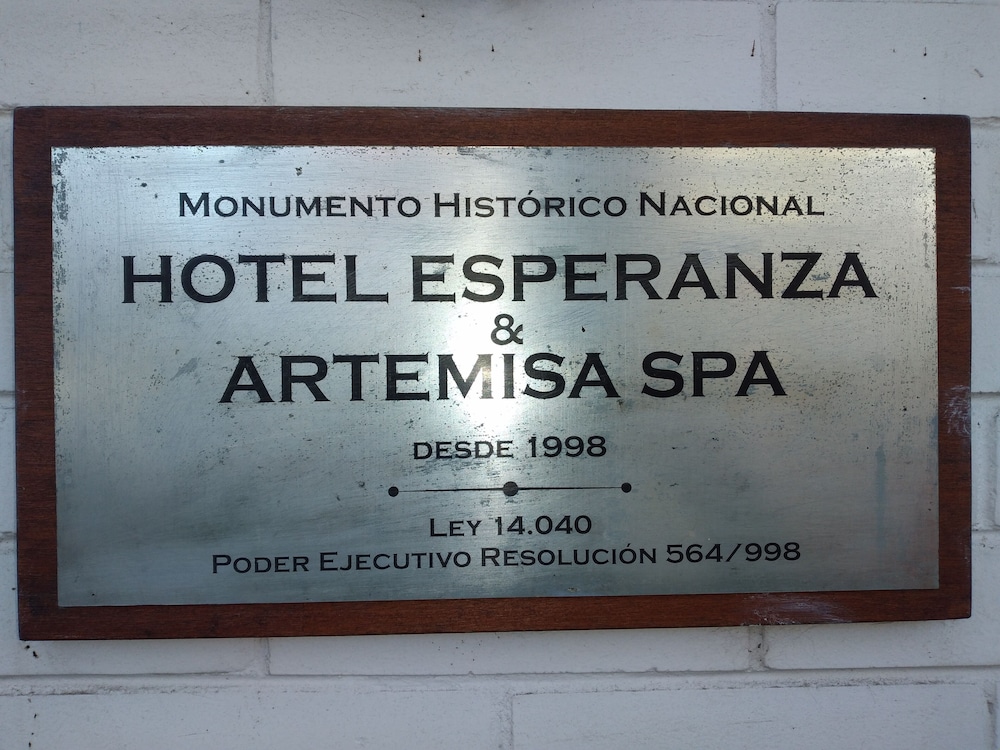 MONUMENTO HISTÓRICO NACIONAL
HOTEL ESPERANZA
&
ARTEMISA SPA
DESDE 1998
LEY 14.040
PODER EJECUTIVO RESOLUCIÓN 564/998